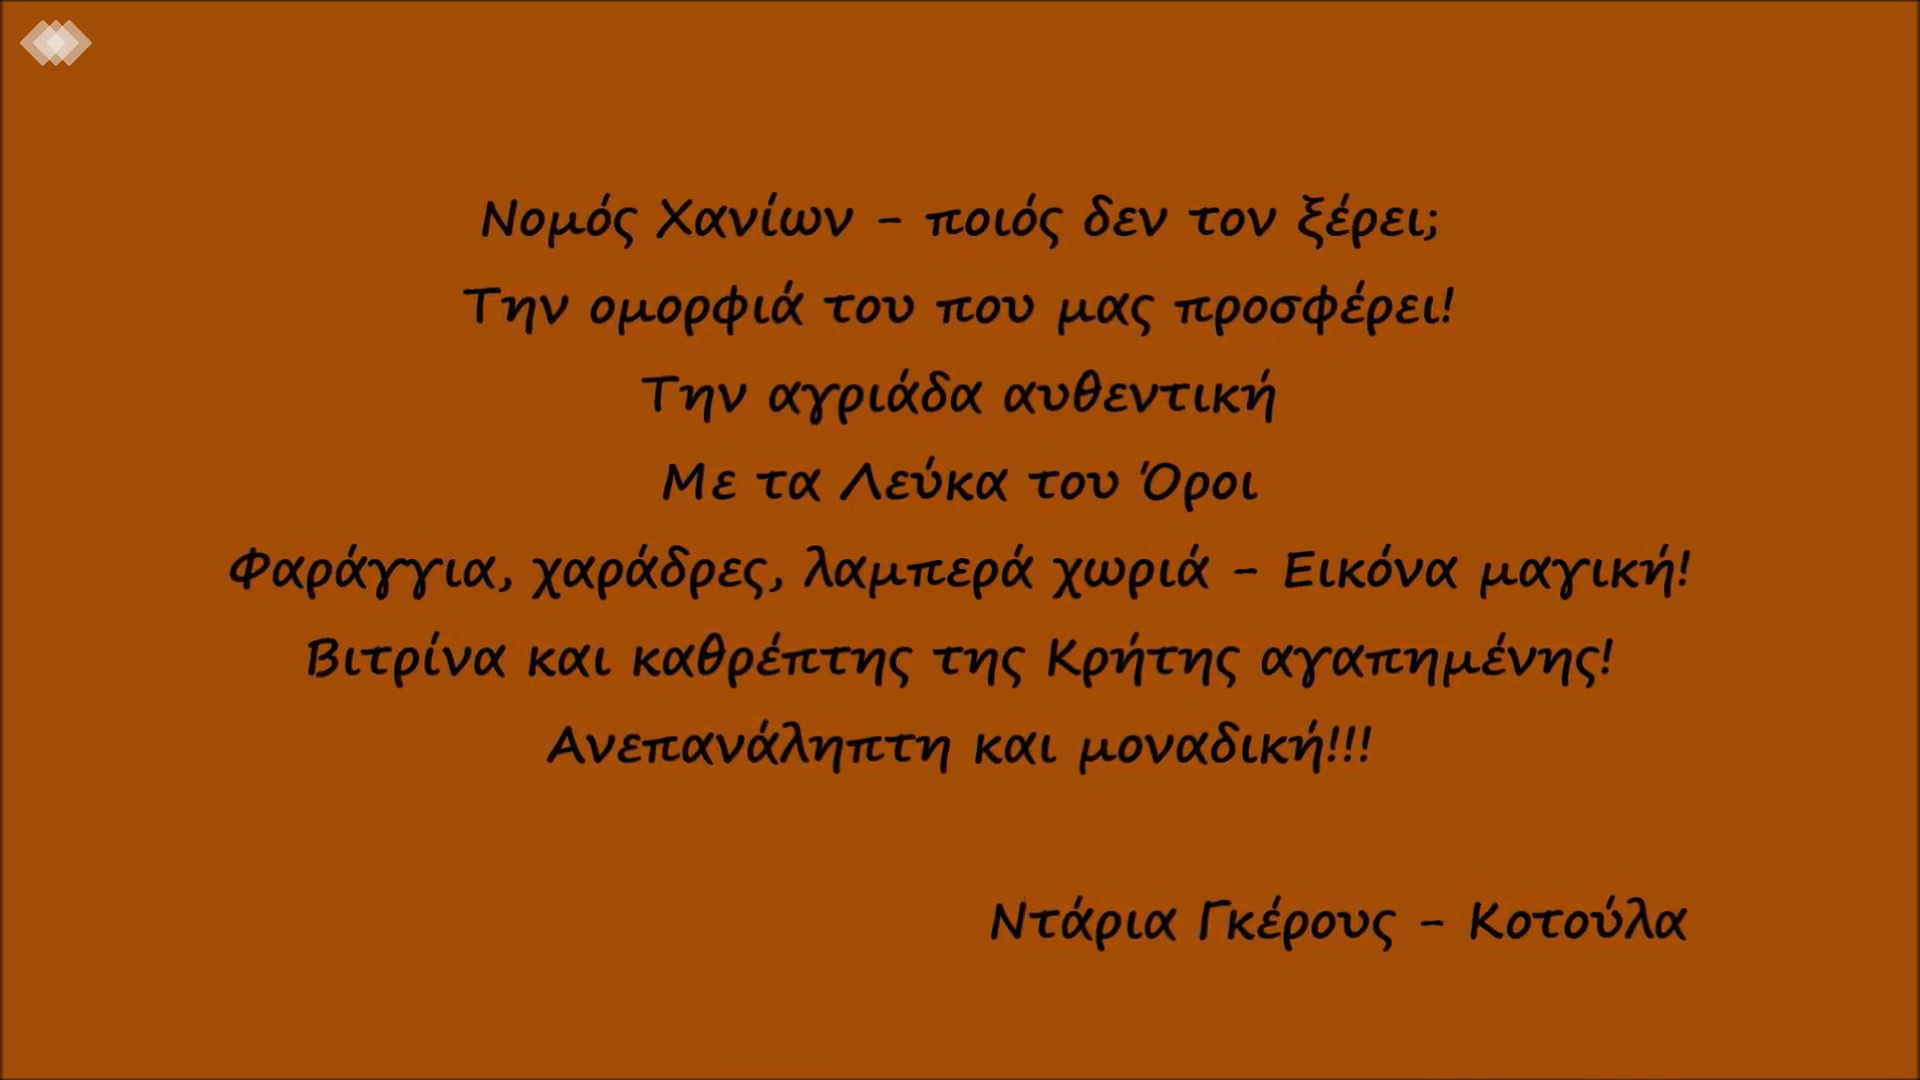 Νομός Χανίων - ποιός δεν τον ξέρει;
Την ομορφιά του που μας προσφέρει!
Την αγριάδα αυθεντική
Με τα Λεύκα του Όροι
Φαράγγια, χαράδρες, λαμπερά χωριά - Εικόνα μαγική!
Βιτρίνα και καθρέπτης της Κρήτης αγαπημένης!
Ανεπανάληπτη και μοναδική!!!
Ντάρια Γκέρους - Κοτούλα